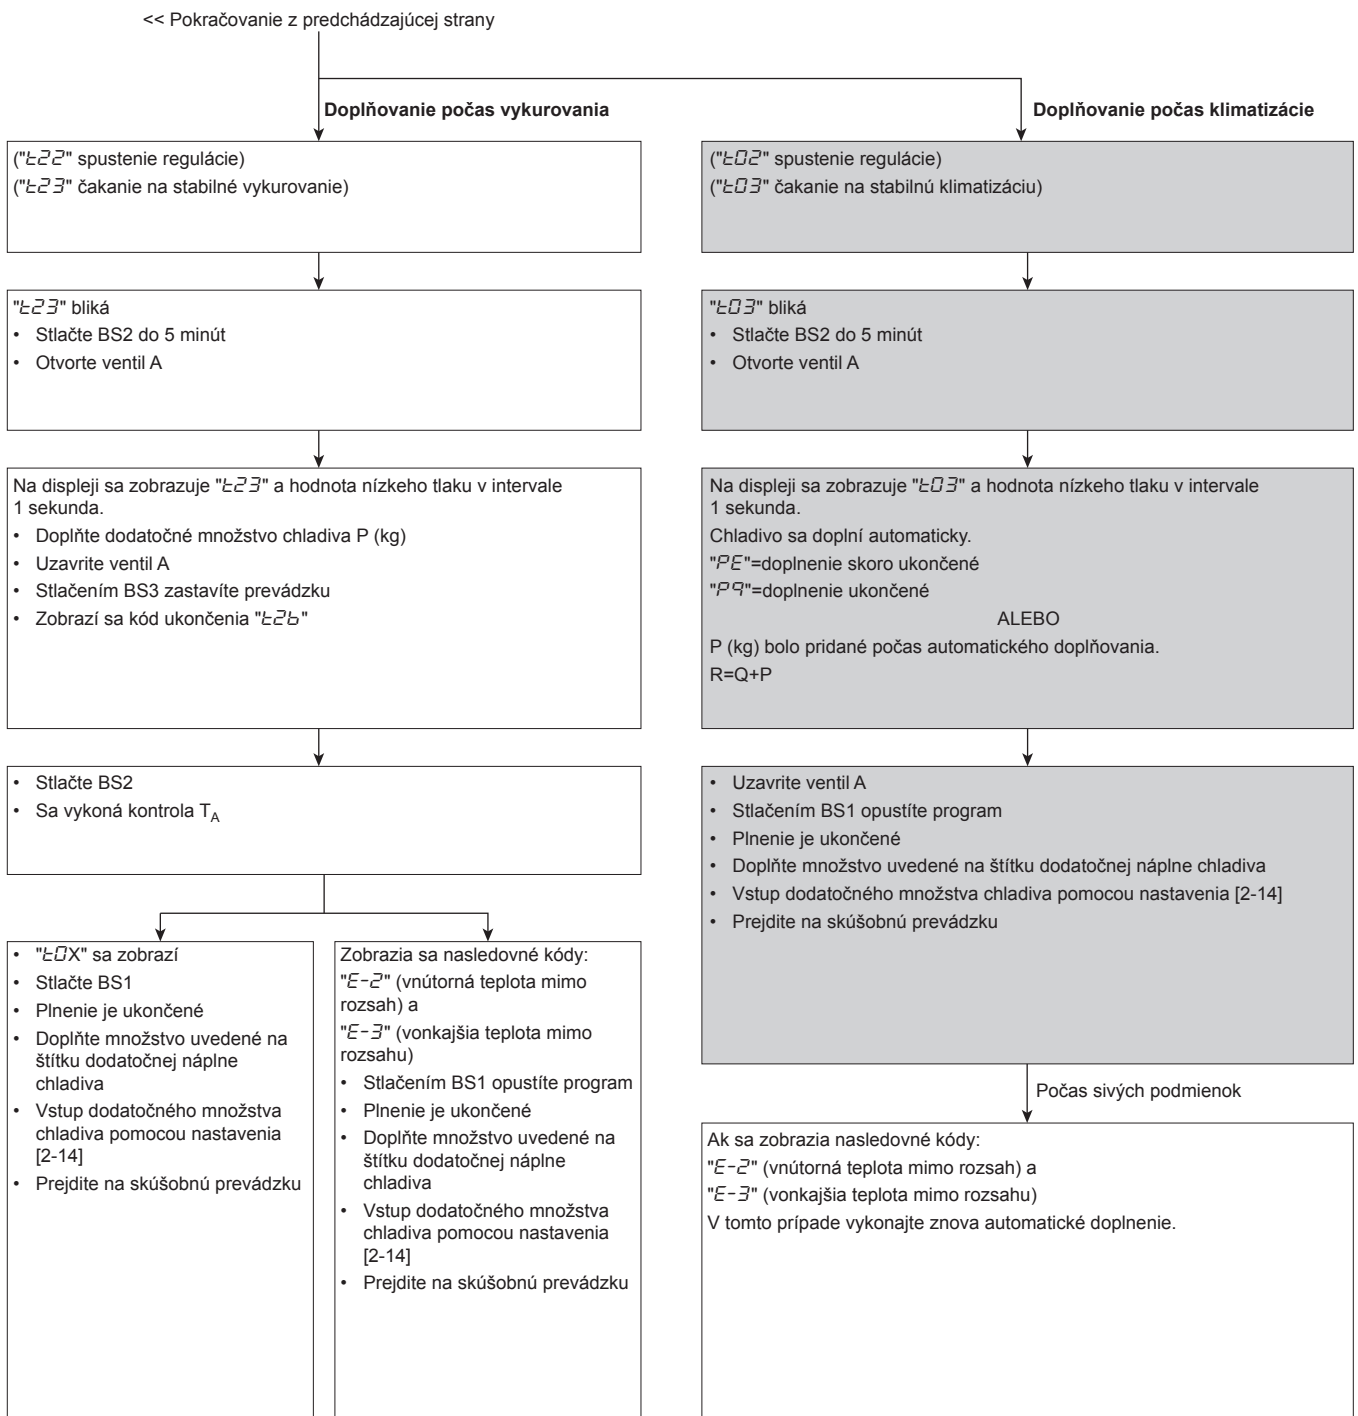 << Pokračovanie z predchádzajúcej strany
Doplňovanie počas vykurovania
("t22" spustenie regulácie)
("t23" čakanie na stabilné vykurovanie)
"t23" bliká
• Stlačte BS2 do 5 minút
• Otvorte ventil A
Na displeji sa zobrazuje "t23" a hodnota nízkeho tlaku v intervale
1 sekunda.
• Doplňte dodatočné množstvo chladiva P (kg)
• Uzavrite ventil A
• Stlačením BS3 zastavíte prevádzku
• Zobrazí sa kód ukončenia "t2b"
• Stlačte BS2
• Sa vykoná kontrola TA
• "t0X" sa zobrazí
• Stlačte BS1
• Plnenie je ukončené
• Doplňte množstvo uvedené na
štítku dodatočnej náplne
chladiva
• Vstup dodatočného množstva
chladiva pomocou nastavenia
[2-14]
• Prejdite na skúšobnú prevádzku
Zobrazia sa nasledovné kódy:
"E-2" (vnútorná teplota mimo
rozsah) a
"E-3" (vonkajšia teplota mimo
rozsahu)
• Stlačením BS1 opustíte program
• Plnenie je ukončené
• Doplňte množstvo uvedené na
štítku dodatočnej náplne
chladiva
• Vstup dodatočného množstva
chladiva pomocou nastavenia
[2-14]
• Prejdite na skúšobnú prevádzku
Doplňovanie počas klimatizácie
("t02" spustenie regulácie)
("t03" čakanie na stabilnú klimatizáciu)
"t03" bliká
• Stlačte BS2 do 5 minút
• Otvorte ventil A
Na displeji sa zobrazuje "t03" a hodnota nízkeho tlaku v intervale
1 sekunda.
Chladivo sa doplní automaticky.
"PE"=doplnenie skoro ukončené
"P9"=doplnenie ukončené
ALEBO
P (kg) bolo pridané počas automatického doplňovania.
R=Q+P
• Uzavrite ventil A
• Stlačením BS1 opustíte program
• Plnenie je ukončené
• Doplňte množstvo uvedené na štítku dodatočnej náplne chladiva
• Vstup dodatočného množstva chladiva pomocou nastavenia [2-14]
• Prejdite na skúšobnú prevádzku
Počas sivých podmienok
Ak sa zobrazia nasledovné kódy:
"E-2" (vnútorná teplota mimo rozsah) a
"E-3" (vonkajšia teplota mimo rozsahu)
V tomto prípade vykonajte znova automatické doplnenie.